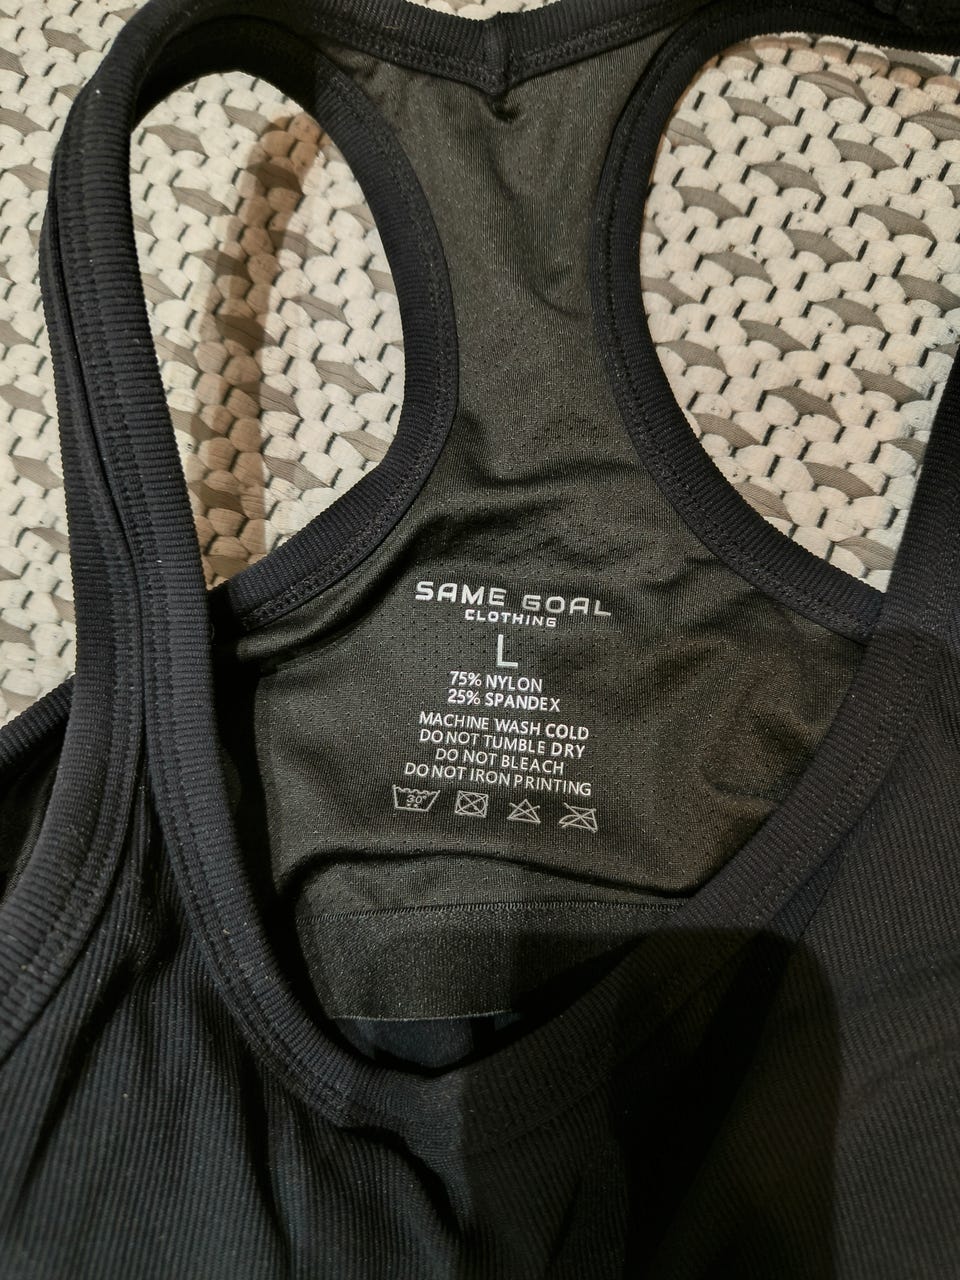 SAME GOAL
CLOTHING
L
75% NYLON
25% SPANDEX
MACHINE WASH COLD
DO NOT TUMBLE DRY
DO NOT BLEACH
DO NOT IRON PRINTING
30°